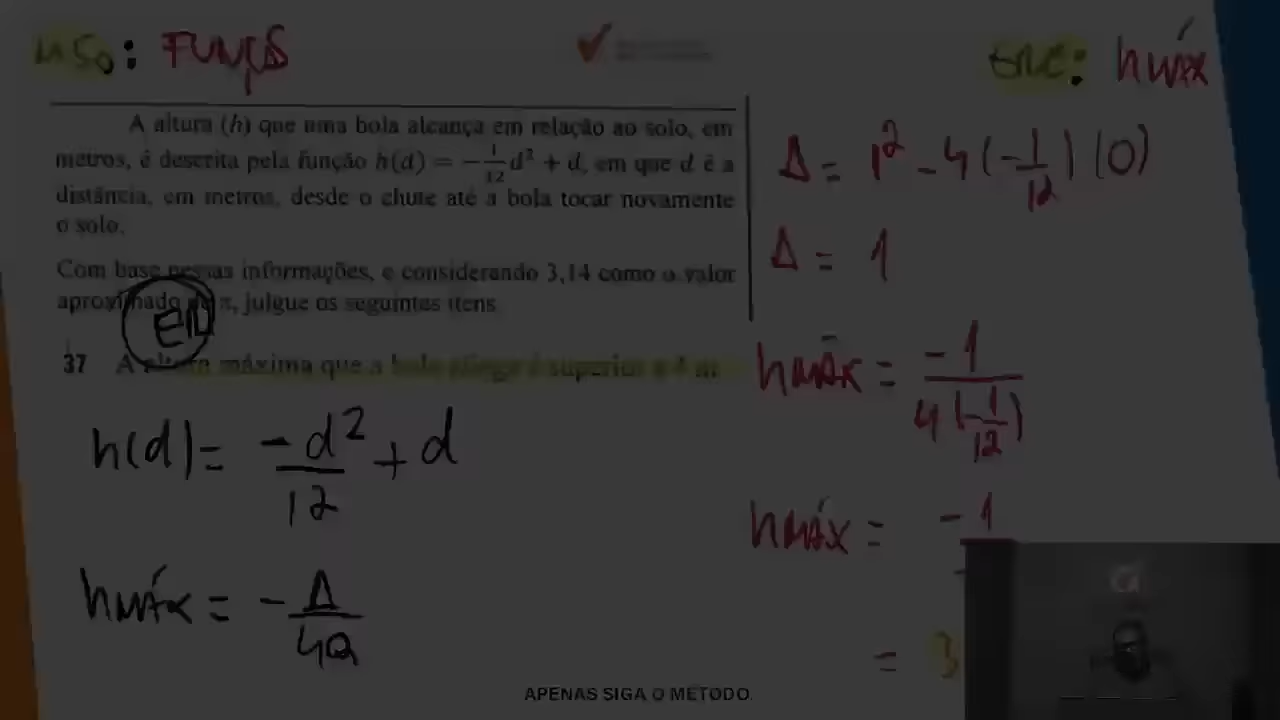 : FUNÇÃO
: hMÁX
A altura (h) que uma bola alcança em relação ao solo, em
metros, é descrita pela função h(d) = -1/12 d² + d, em que d é a
distância, em metros, desde o chute até a bola tocar novamente
o solo.
Com base nessas informações, e considerando 3,14 como o valor
aproximado de π, julgue os seguintes itens.
37 A altura máxima que a bola atinge é superior a 4 m
h(d) = -d²/12 + d
hMÁX = -Δ/4a
Δ = 1² - 4(-1/12)(0)
Δ = 1
hMÁX = -1/4(-1/12)
hMÁX = -1
= 3
APENAS SIGA O MÉTODO.